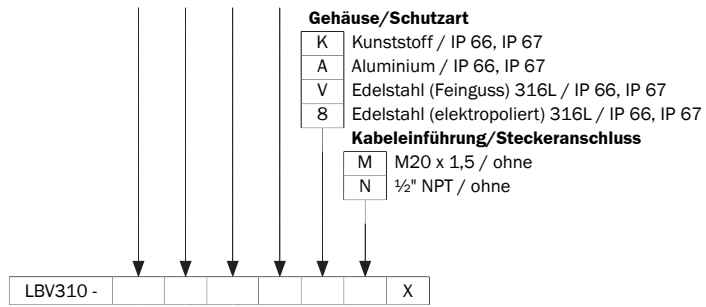 Gehäuse/Schutzart
K Kunststoff / IP 66, IP 67
A Aluminium / IP 66, IP 67
V Edelstahl (Feinguss) 316L / IP 66, IP 67
8 Edelstahl (elektropoliert) 316L / IP 66, IP 67
Kabeleinführung/Steckeranschluss
M M20 x 1,5 / ohne
N ½" NPT / ohne
LBV310 - X